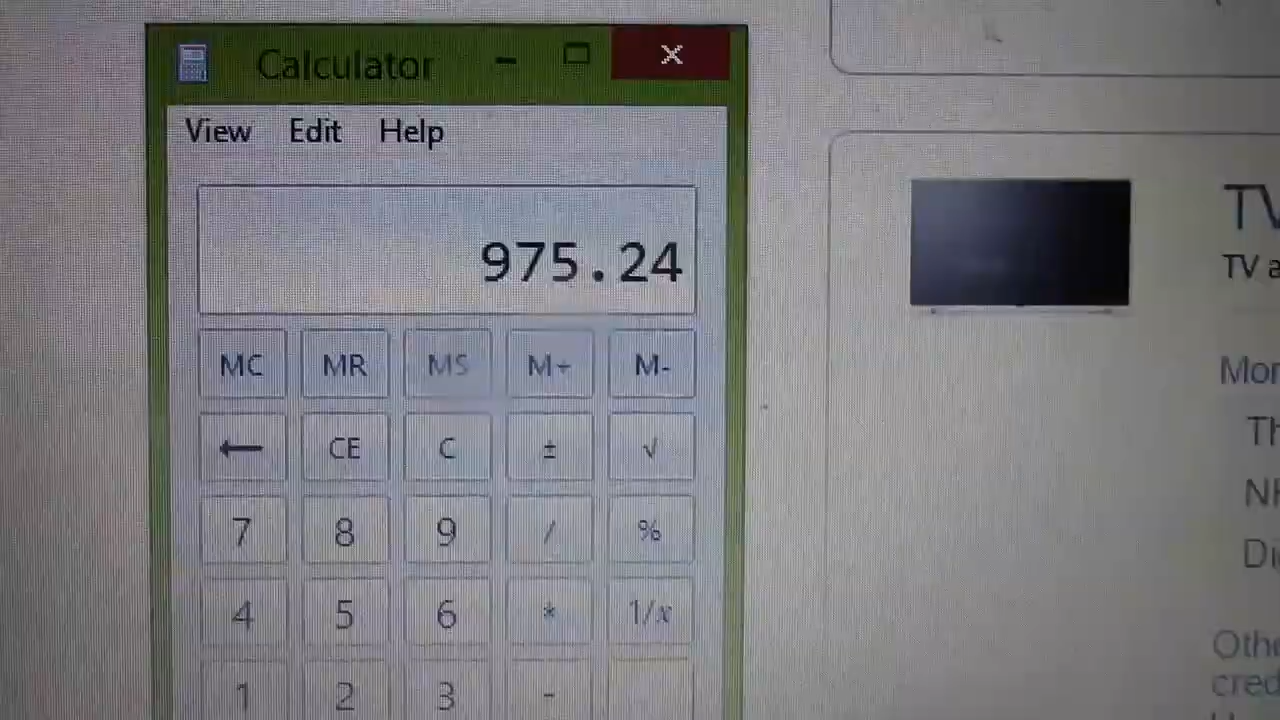 Calculator
View Edit Help
975.24
MC MR MS M+ M-
← CE C ± √
7 8 9 / %
4 5 6 * 1/x
1 2 3 -
TV
TV a
Mor
Th
Di
Othe
cred